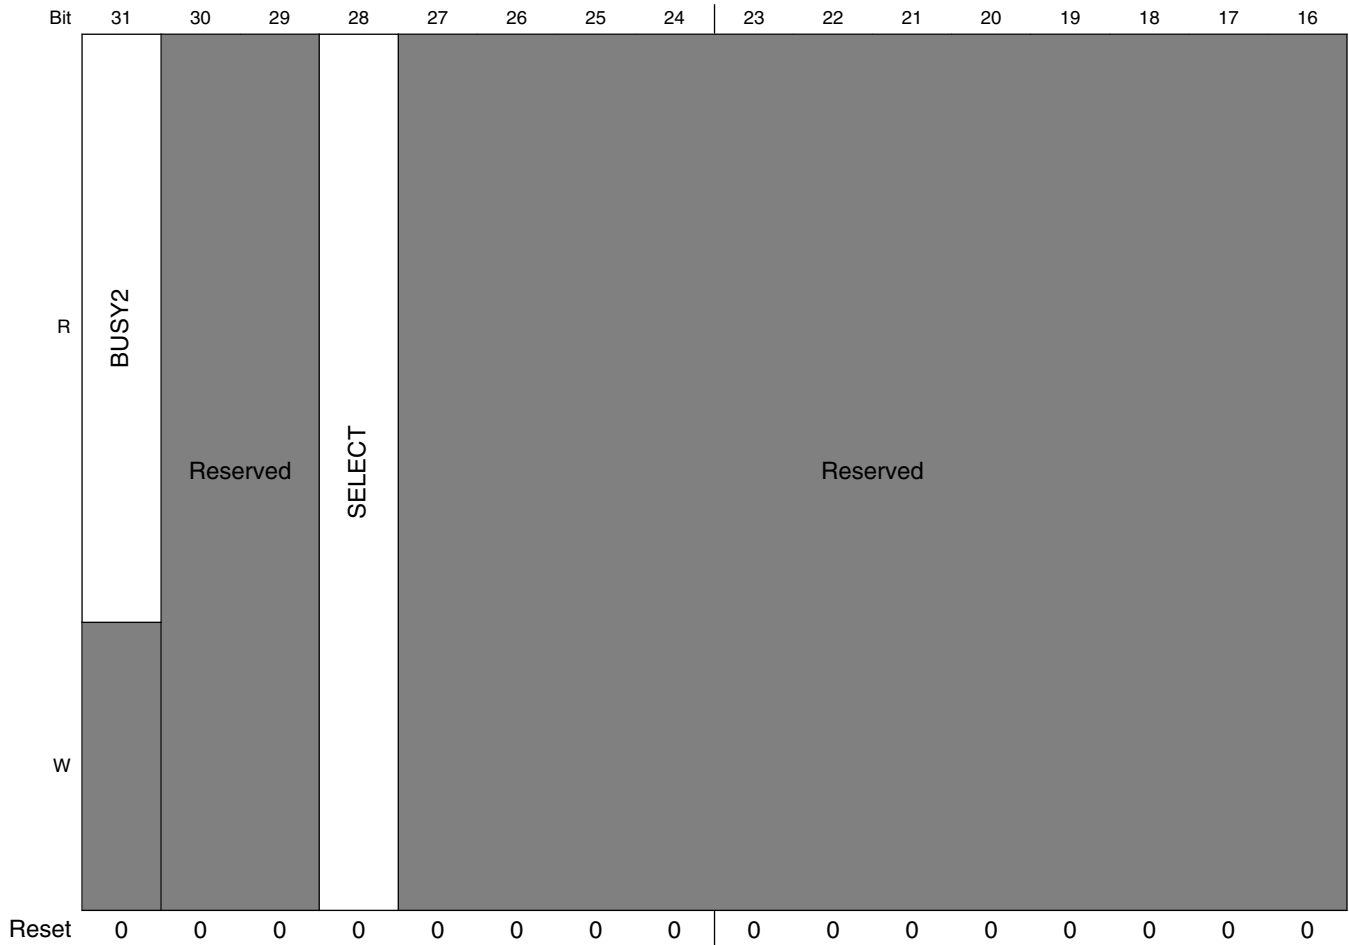 Bit 31 30 29 28 27 26 25 24 23 22 21 20 19 18 17 16
R
BUSY2
Reserved
SELECT
Reserved
W
Reset 0 0 0 0 0 0 0 0 0 0 0 0 0 0 0 0